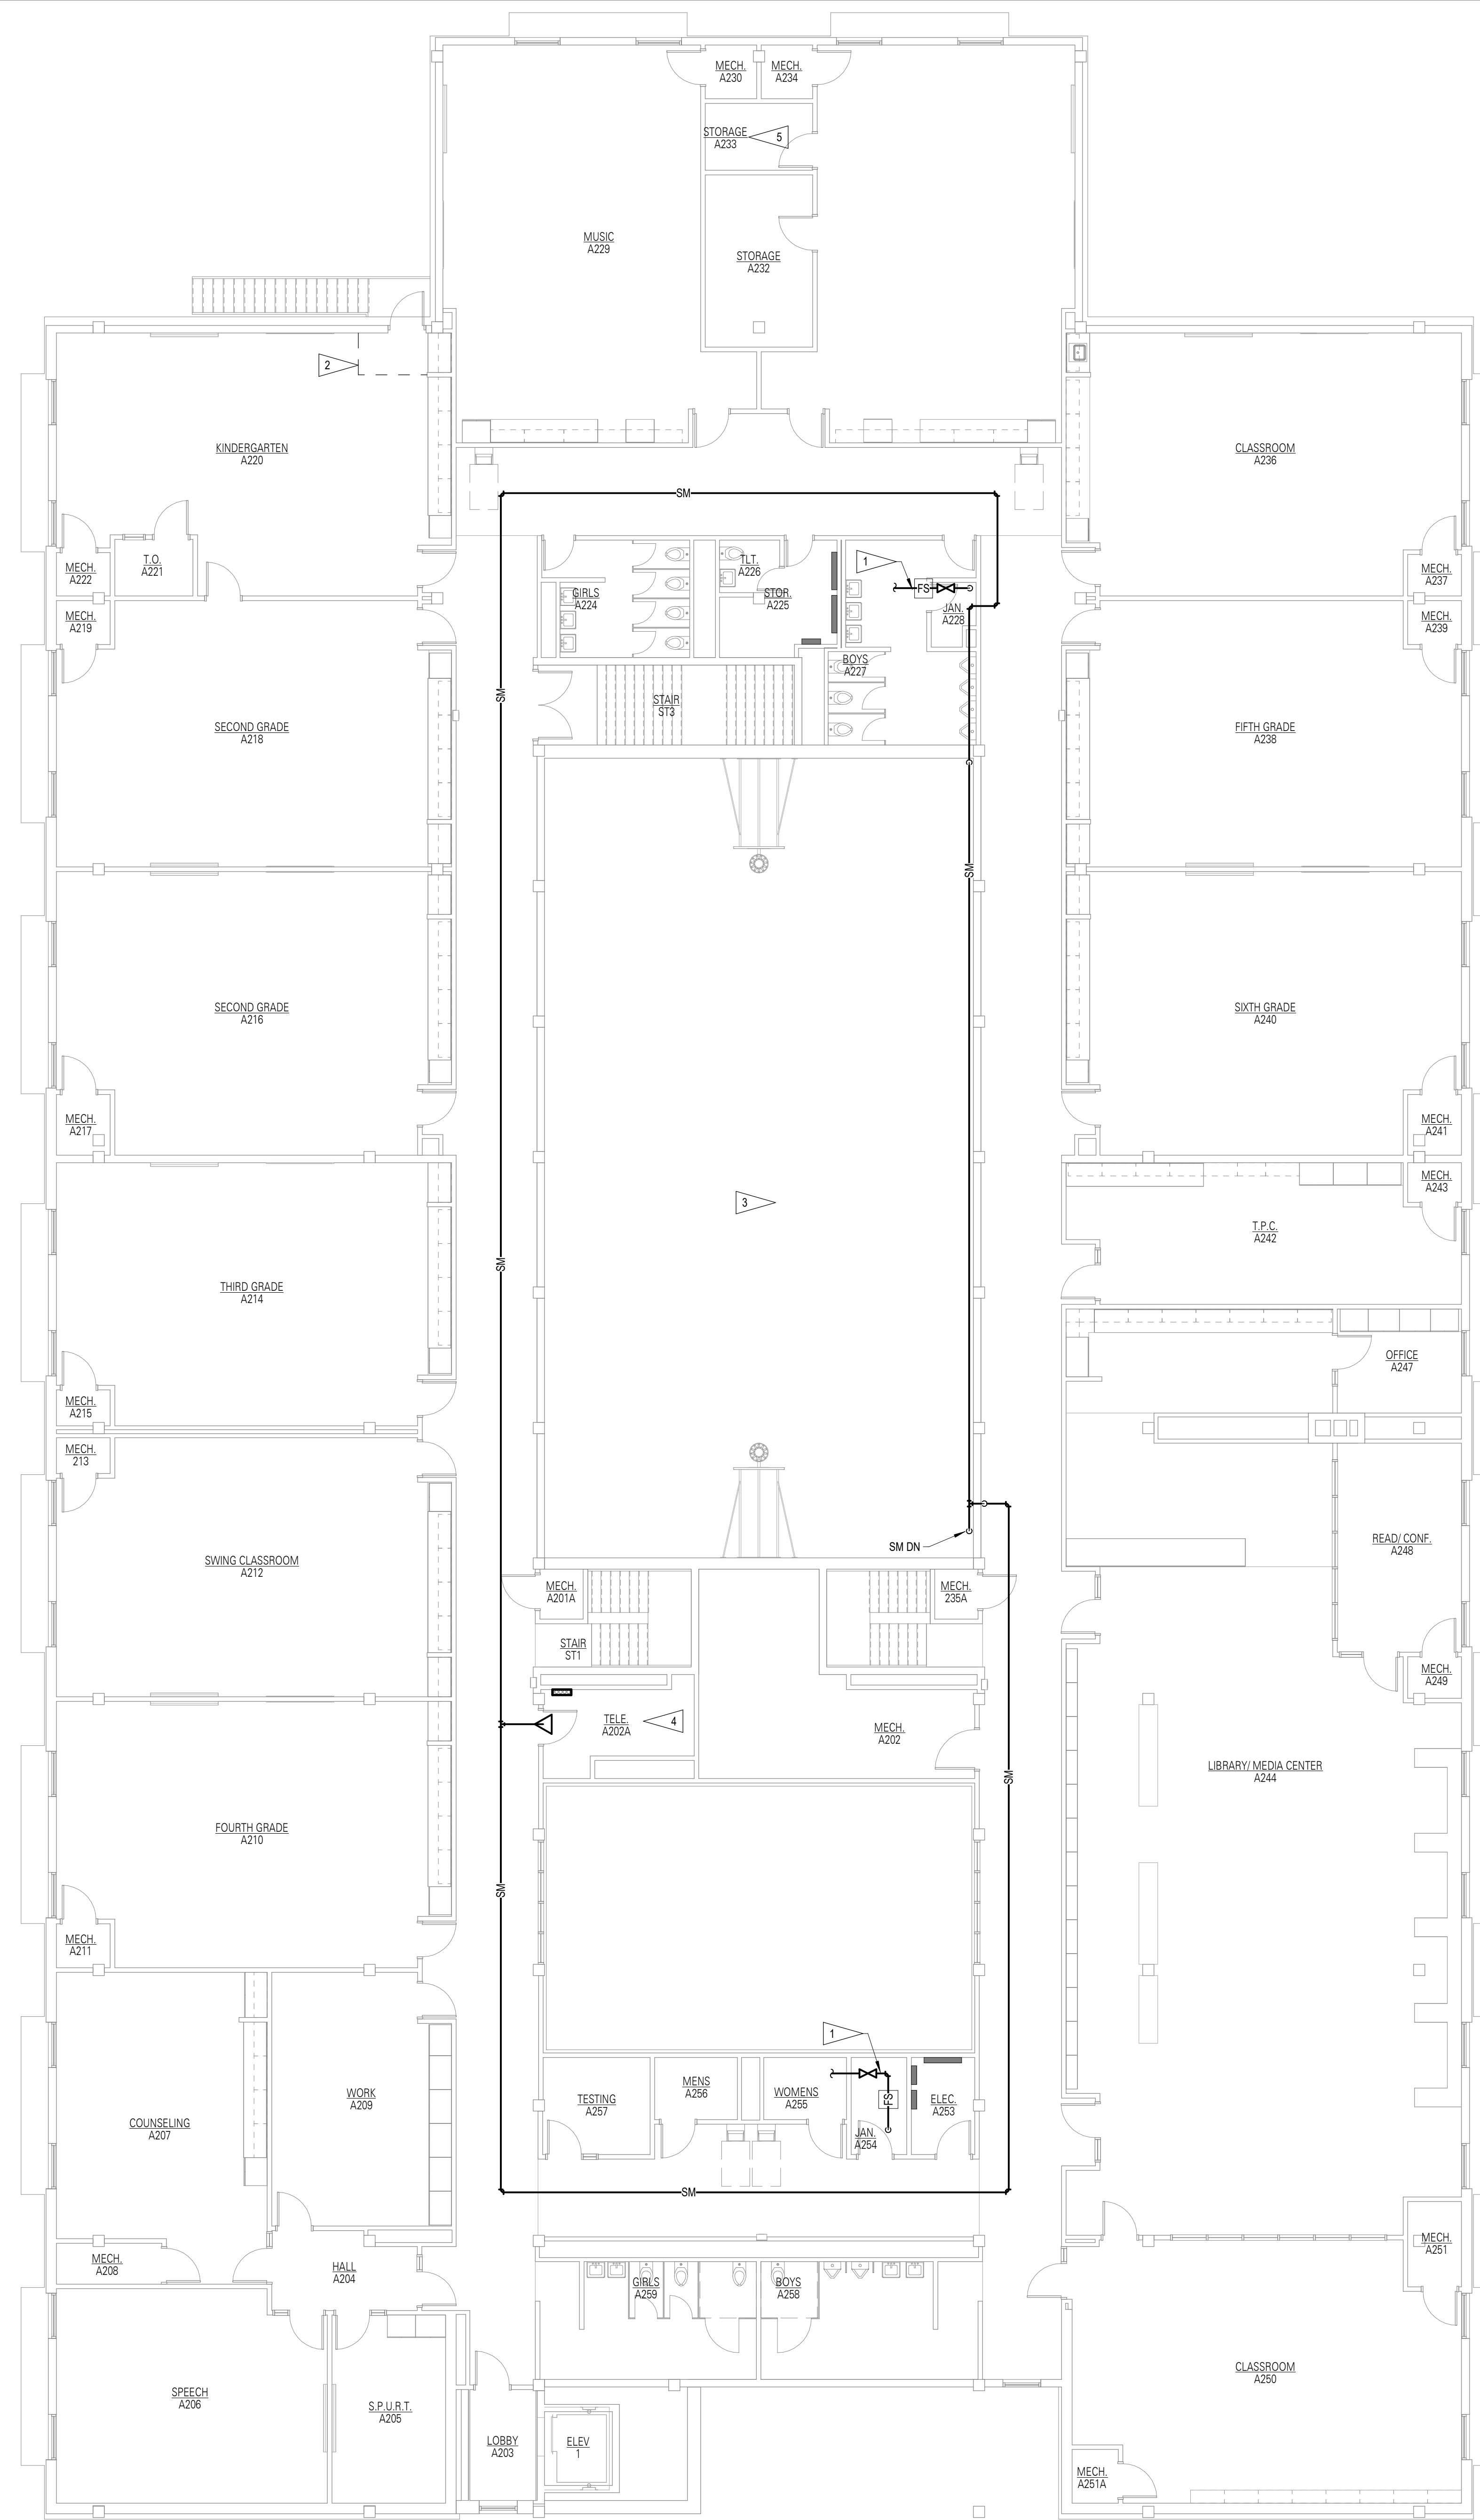 MECH.
A230
MECH.
A234
STORAGE
A233
5
MUSIC
A229
STORAGE
A232
2
KINDERGARTEN
A220
CLASSROOM
A236
SM
MECH.
A222
T.O.
A221
GIRLS
A224
TLT.
A226
STOR.
A225
1
FS
JAN.
A228
MECH.
A237
MECH.
A219
MECH.
A239
BOYS
A227
SM
STAIR
ST3
SECOND GRADE
A218
FIFTH GRADE
A238
SM
SECOND GRADE
A216
SIXTH GRADE
A240
MECH.
A217
MECH.
A241
MECH.
A243
3
T.P.C.
A242
SM
THIRD GRADE
A214
OFFICE
A247
MECH.
A215
MECH.
213
SWING CLASSROOM
A212
SM DN
READ/ CONF.
A248
MECH.
A201A
MECH.
235A
STAIR
ST1
MECH.
A249
TELE.
A202A
4
MECH.
A202
SM
LIBRARY/ MEDIA CENTER
A244
FOURTH GRADE
A210
SM
MECH.
A211
1
TESTING
A257
MENS
A256
WOMENS
A255
FS
ELEC.
A253
JAN.
A254
WORK
A209
COUNSELING
A207
SM
MECH.
A208
HALL
A204
GIRLS
A259
BOYS
A258
MECH.
A251
SPEECH
A206
S.P.U.R.T.
A205
CLASSROOM
A250
LOBBY
A203
ELEV
1
MECH.
A251A